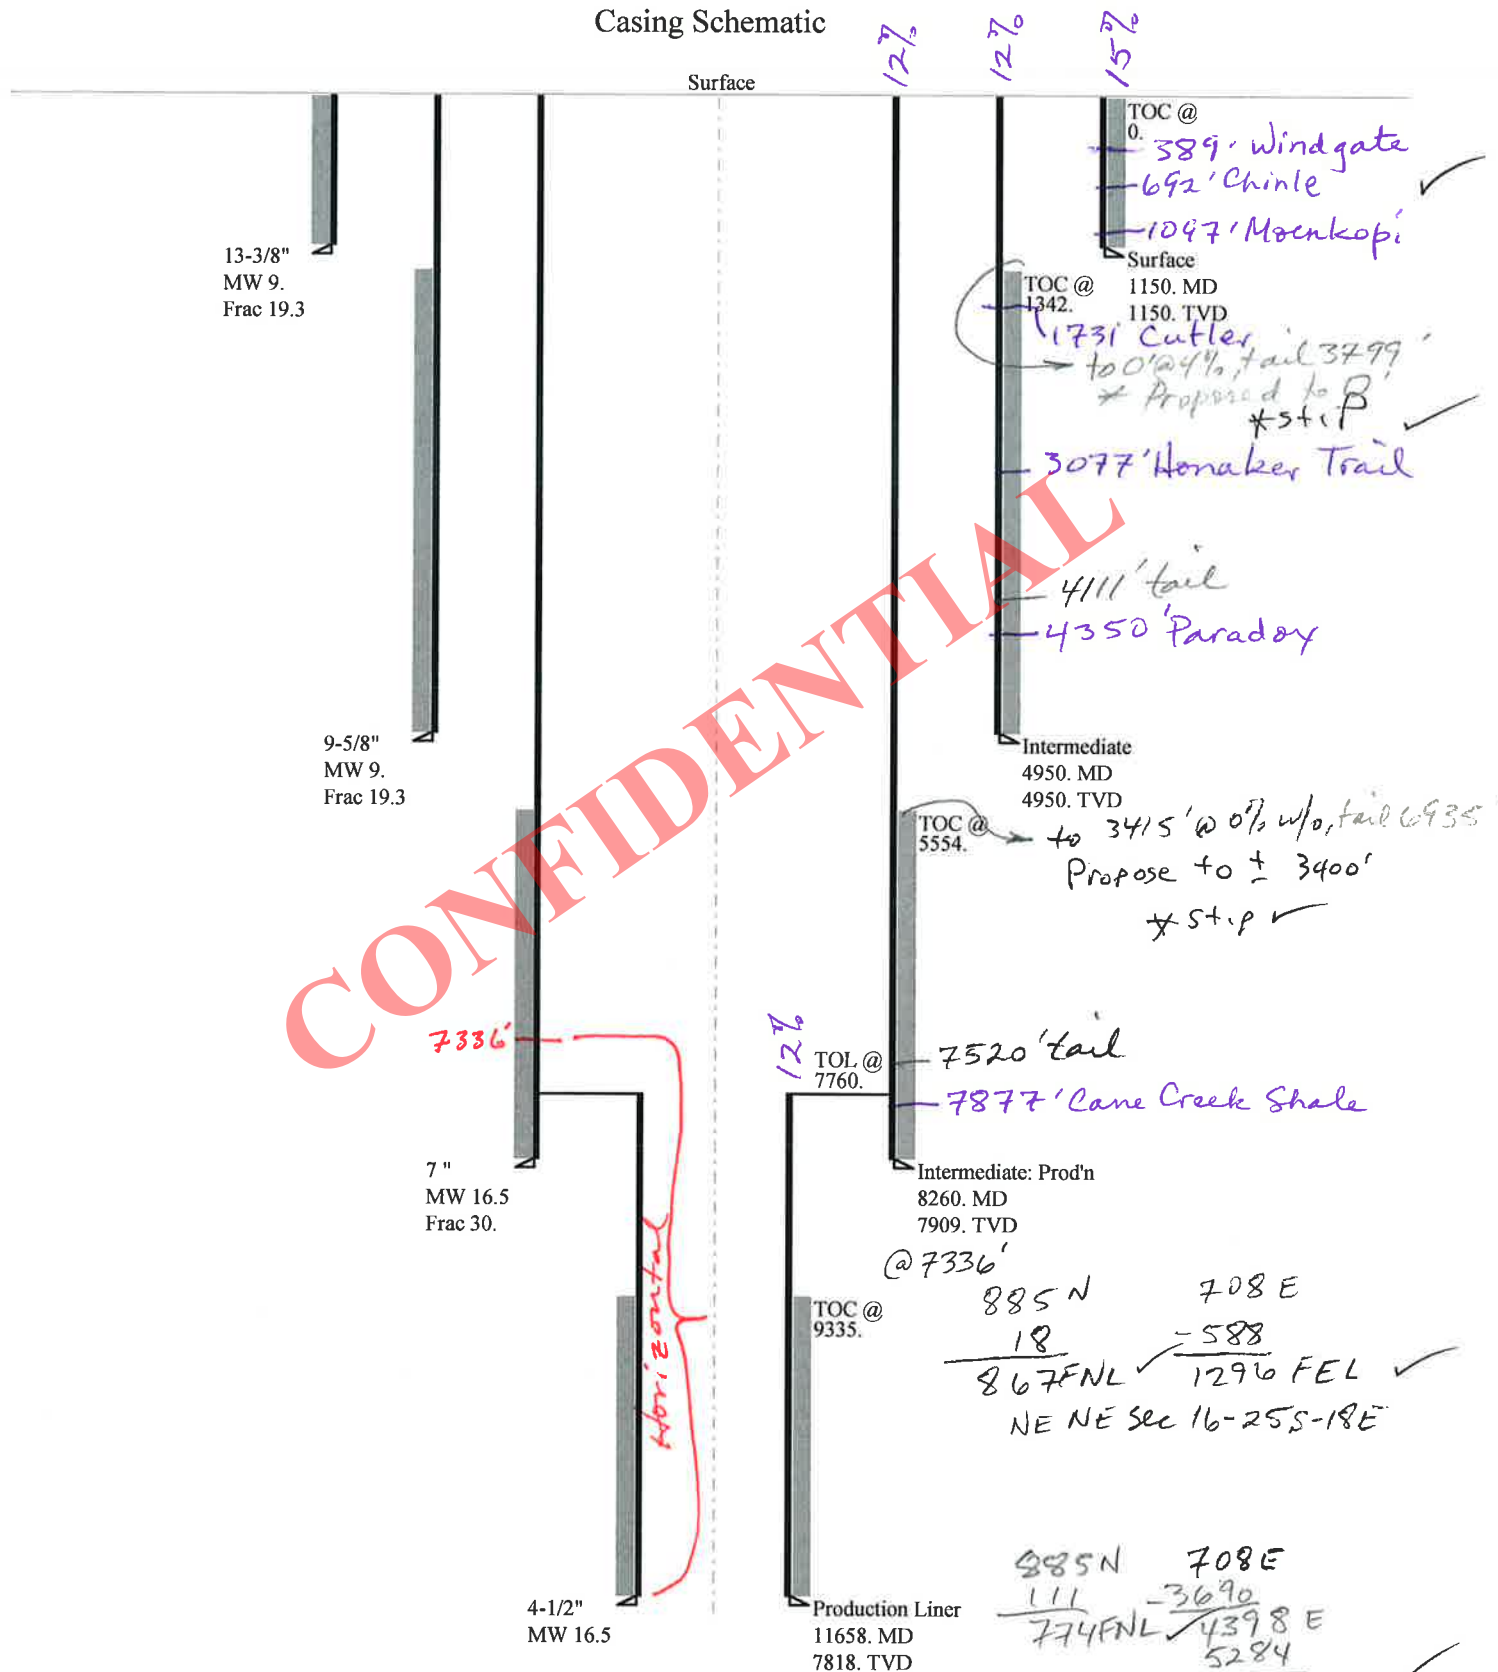 Casing Schematic
12%
12%
15%
Surface
TOC @
0.
389' Windgate
692' Chinle
1097' Moenkopi
13-3/8"
MW 9.
Frac 19.3
Surface
1150. MD
1150. TVD
TOC @
1342.
1731' Cutler
to 0' @ 4%, tail 3799'
* Proposed to
* stip
3077' Honaker Trail
4111' tail
4350' Paradox
9-5/8"
MW 9.
Frac 19.3
Intermediate
4950. MD
4950. TVD
TOC @
5554.
to 3415' @ 0% w/o, tail 6935
Propose to ± 3400'
* stip
CONFIDENTIAL
7336'
12%
TOL @
7760.
7520' tail
7877' Cane Creek Shale
7 "
MW 16.5
Frac 30.
Intermediate: Prod'n
8260. MD
7909. TVD
Horizontal
@ 7336'
885 N 708 E
18 -588
867 FNL 1296 FEL
NE NE Sec 16-25S-18E
TOC @
9335.
4-1/2"
MW 16.5
Production Liner
11658. MD
7818. TVD
885 N 708 E
111 -3690
774 FNL 4398 E
5284